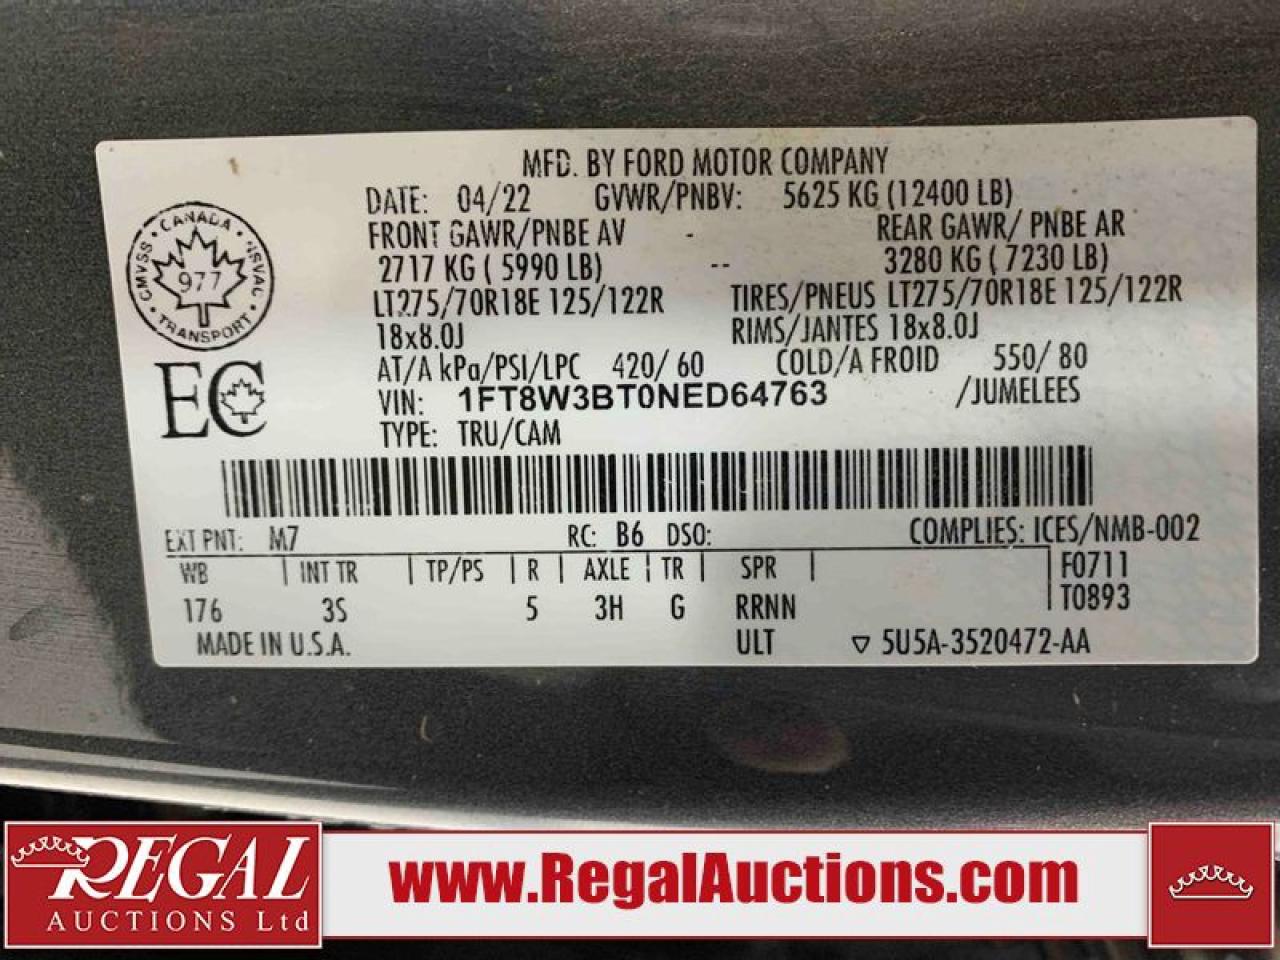 MFD. BY FORD MOTOR COMPANY
DATE: 04/22 GVWR/PNBV: 5625 KG (12400 LB)
FRONT GAWR/PNBE AV - REAR GAWR/ PNBE AR
2717 KG ( 5990 LB) -- 3280 KG ( 7230 LB)
LT275/70R18E 125/122R TIRES/PNEUS LT275/70R18E 125/122R
18x8.0J RIMS/JANTES 18x8.0J
AT/A kPa/PSI/LPC 420/ 60 COLD/A FROID 550/ 80
VIN: 1FT8W3BT0NED64763 /JUMELEES
TYPE: TRU/CAM
CANADA
CMVSS · NSVAC
977
TRANSPORT
EC
EXT PNT: M7 RC: B6 DSO: COMPLIES: ICES/NMB-002
WB | INT TR | TP/PS | R | AXLE | TR | SPR | F0711
176 3S 5 3H G RRNN T0893
MADE IN U.S.A. ULT ▽ 5U5A-3520472-AA
REGAL
AUCTIONS Ltd
www.RegalAuctions.com